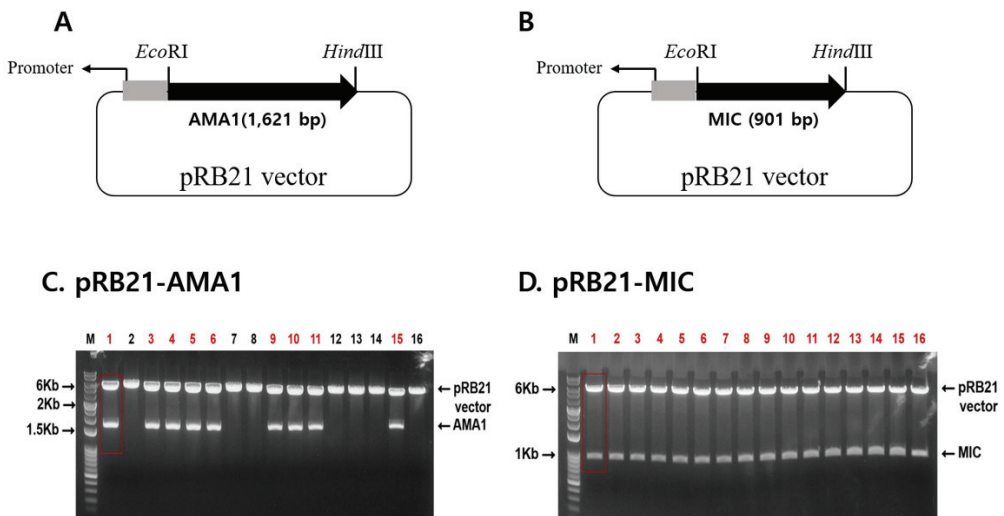 A
EcoRI
HindIII
Promoter
AMA1(1,621 bp)
pRB21 vector
B
EcoRI
HindIII
Promoter
MIC (901 bp)
pRB21 vector
C. pRB21-AMA1
M 1 2 3 4 5 6 7 8 9 10 11 12 13 14 15 16
6Kb
2Kb
1.5Kb
pRB21
vector
AMA1
D. pRB21-MIC
M 1 2 3 4 5 6 7 8 9 10 11 12 13 14 15 16
6Kb
1Kb
pRB21
vector
MIC